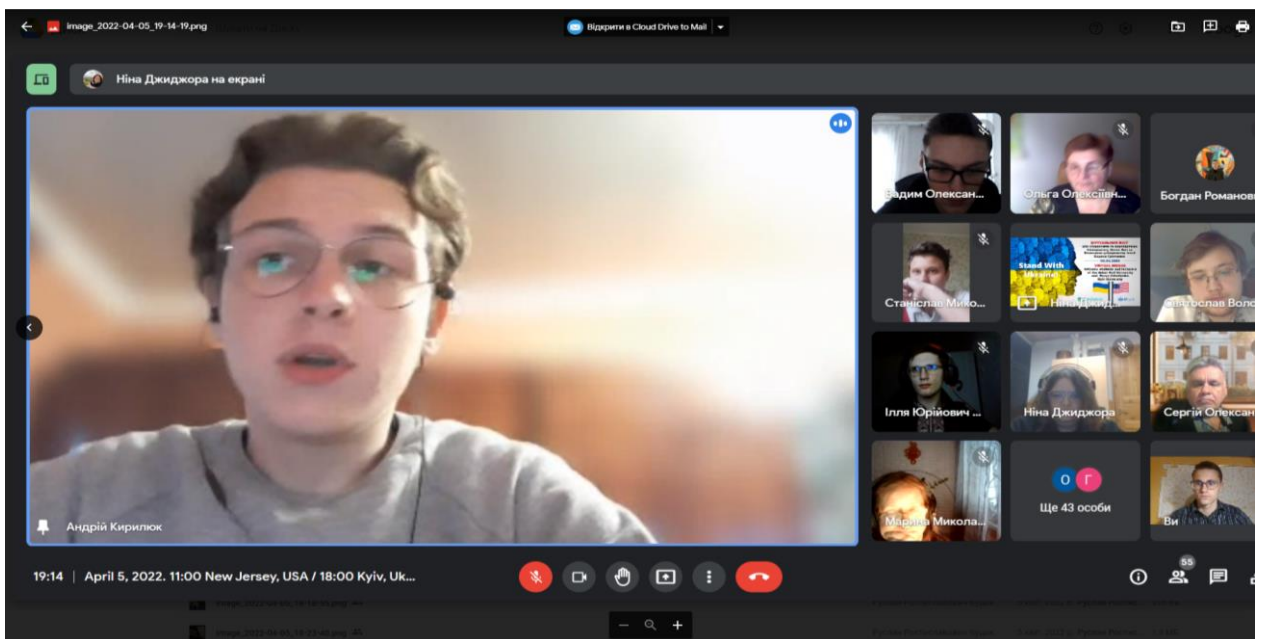 image_2022-04-05_19-14-19.png
Відкрити в Cloud Drive to Mail
Ніна Джиджора на екрані
Вадим Олексан...
Ольга Олексіївн...
Богдан Романов
Станіслав Мико...
Stand With
Ukraine!
Ніна Джид...
Святослав Воло
Ілля Юрійович ...
Ніна Джиджора
Сергій Олексан
Марина Микола...
О Г
Ще 43 особи
Ви
Андрій Кирилюк
19:14 | April 5, 2022. 11:00 New Jersey, USA / 18:00 Kyiv, Uk...
55